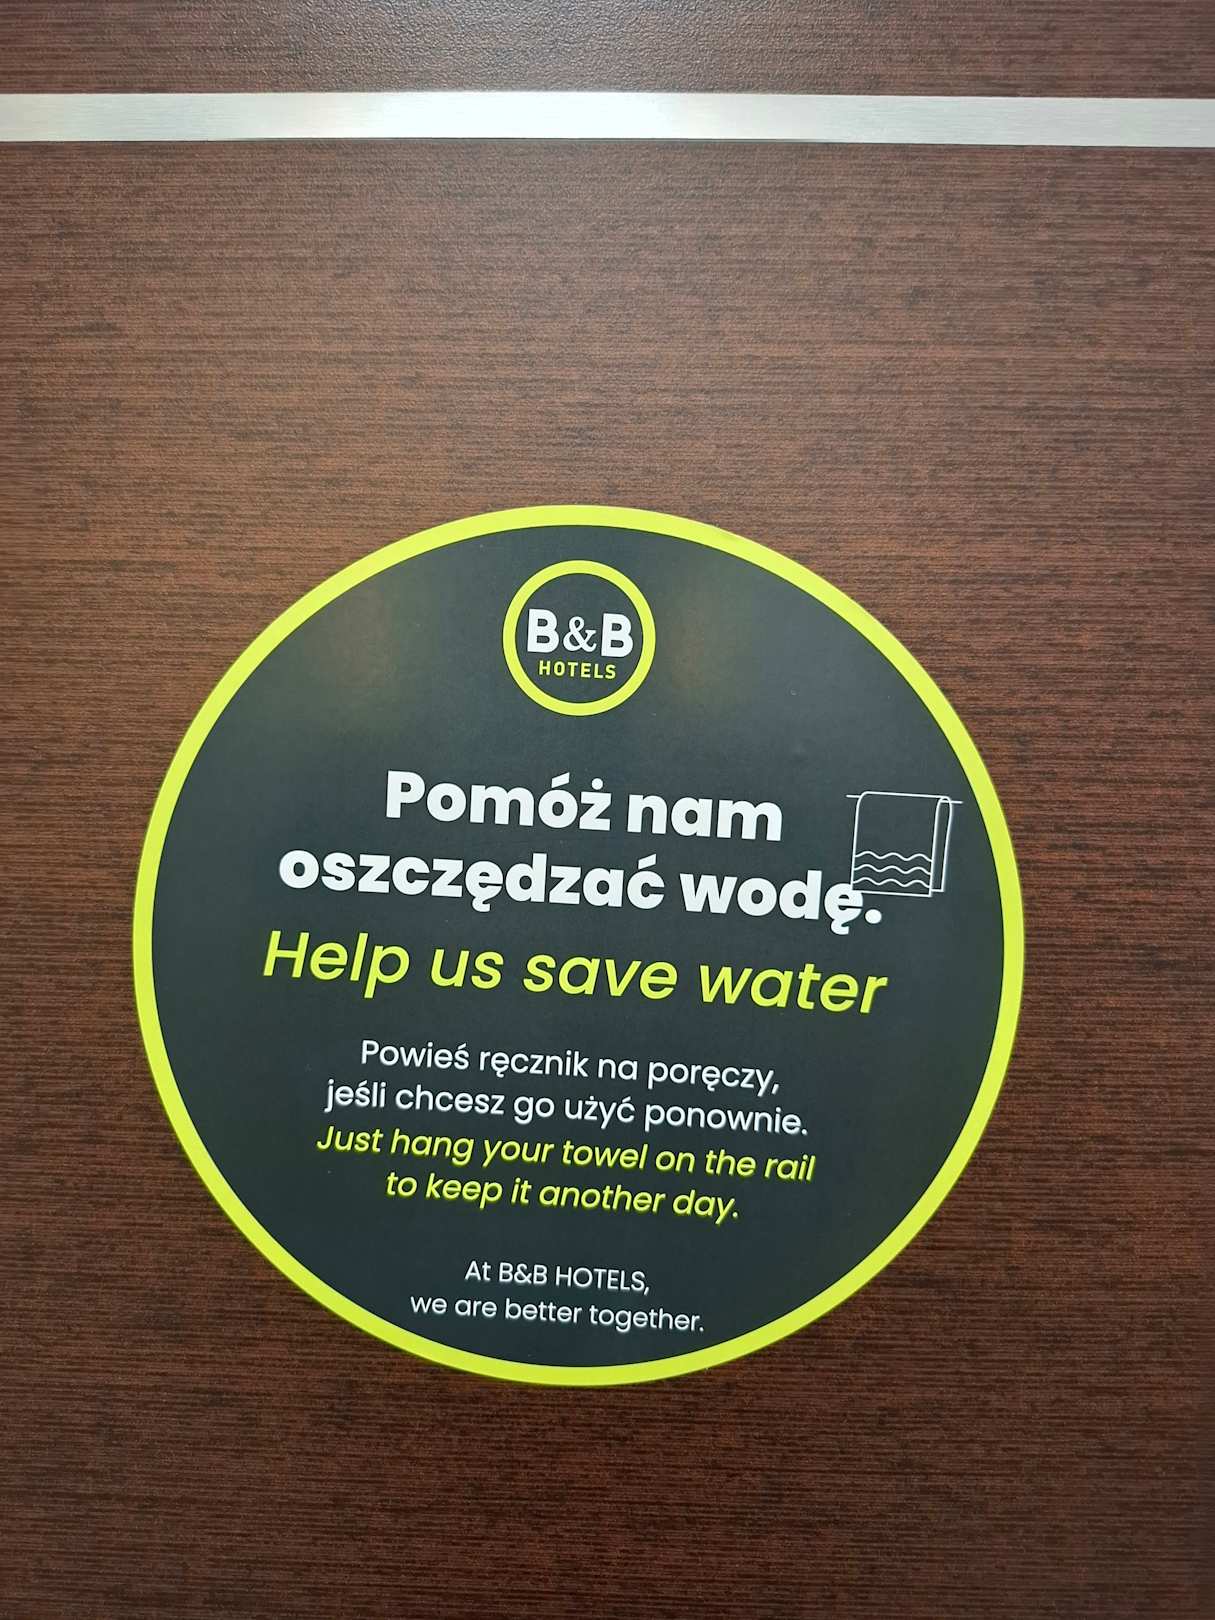 B&B
HOTELS
Pomóż nam
oszczędzać wodę.
Help us save water
Powieś ręcznik na poręczy,
jeśli chcesz go użyć ponownie.
Just hang your towel on the rail
to keep it another day.
At B&B HOTELS,
we are better together.